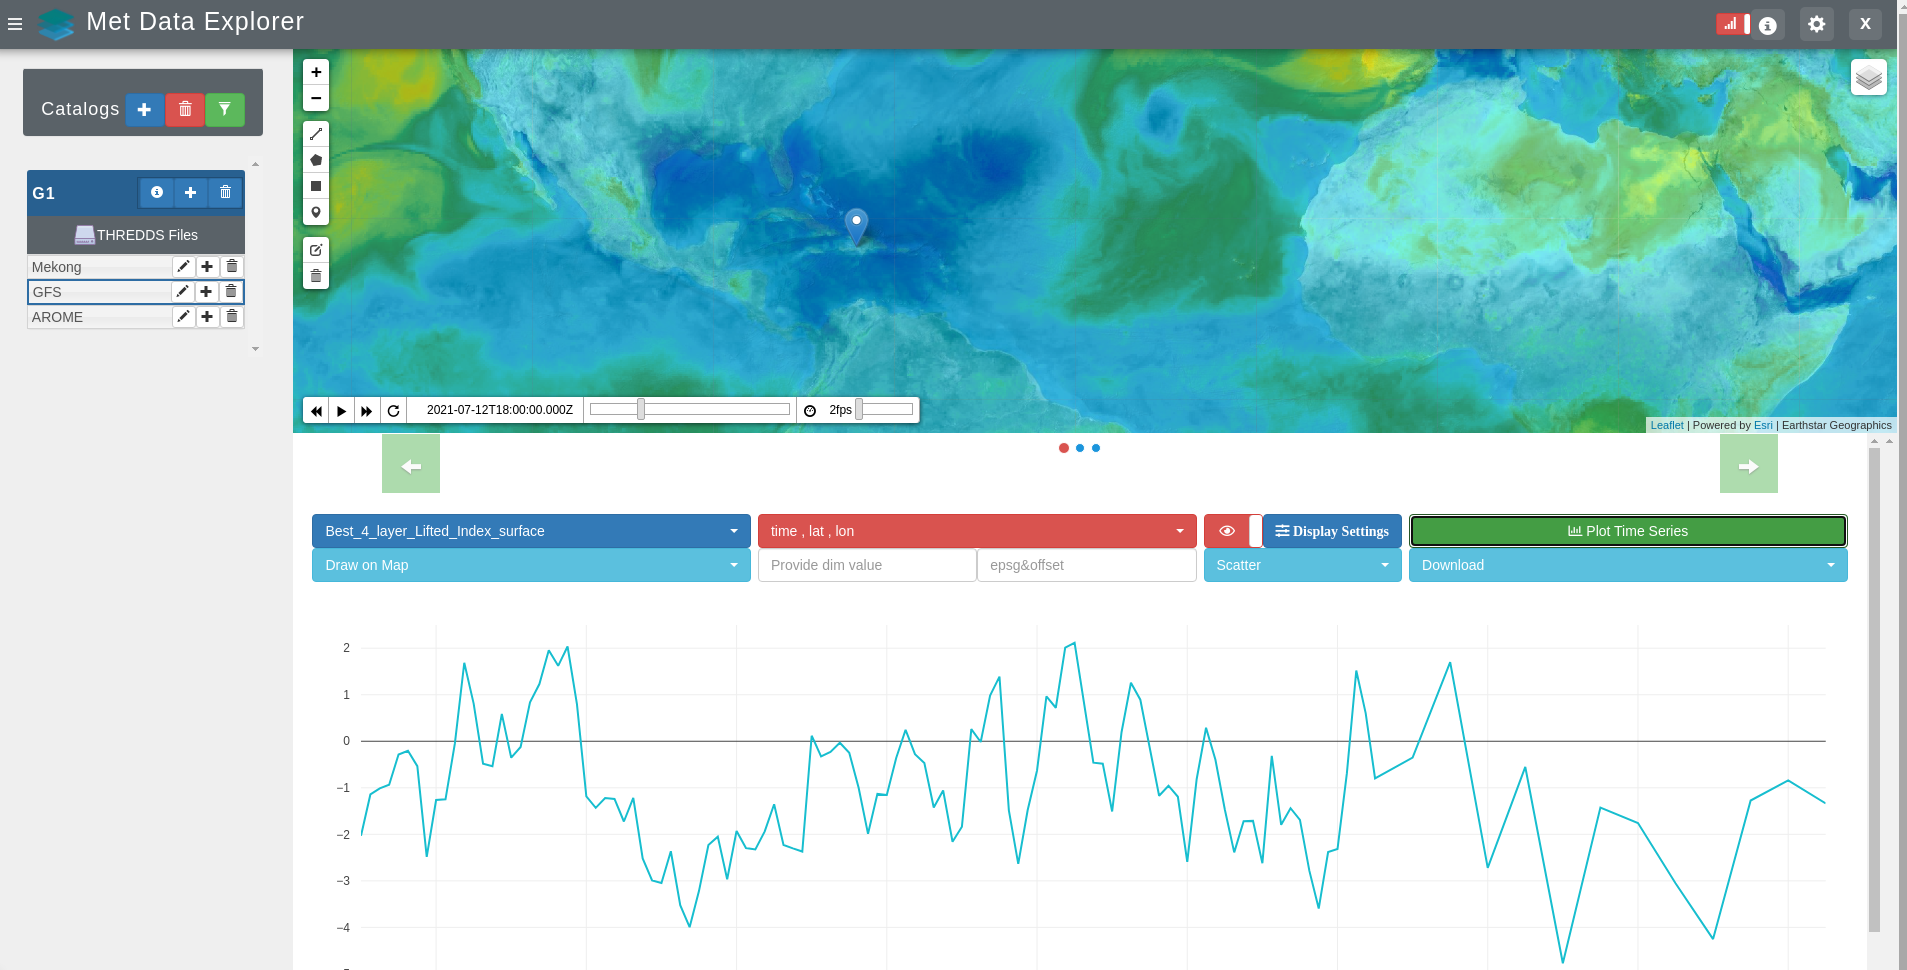 Met Data Explorer
X
Catalogs
G1
THREDDS Files
Mekong
GFS
AROME
+
−
2021-07-12T18:00:00.000Z
2fps
Leaflet | Powered by Esri | Earthstar Geographics
Best_4_layer_Lifted_Index_surface
time , lat , lon
Display Settings
Plot Time Series
Draw on Map
Provide dim value
epsg&offset
Scatter
Download
2
1
0
−1
−2
−3
−4